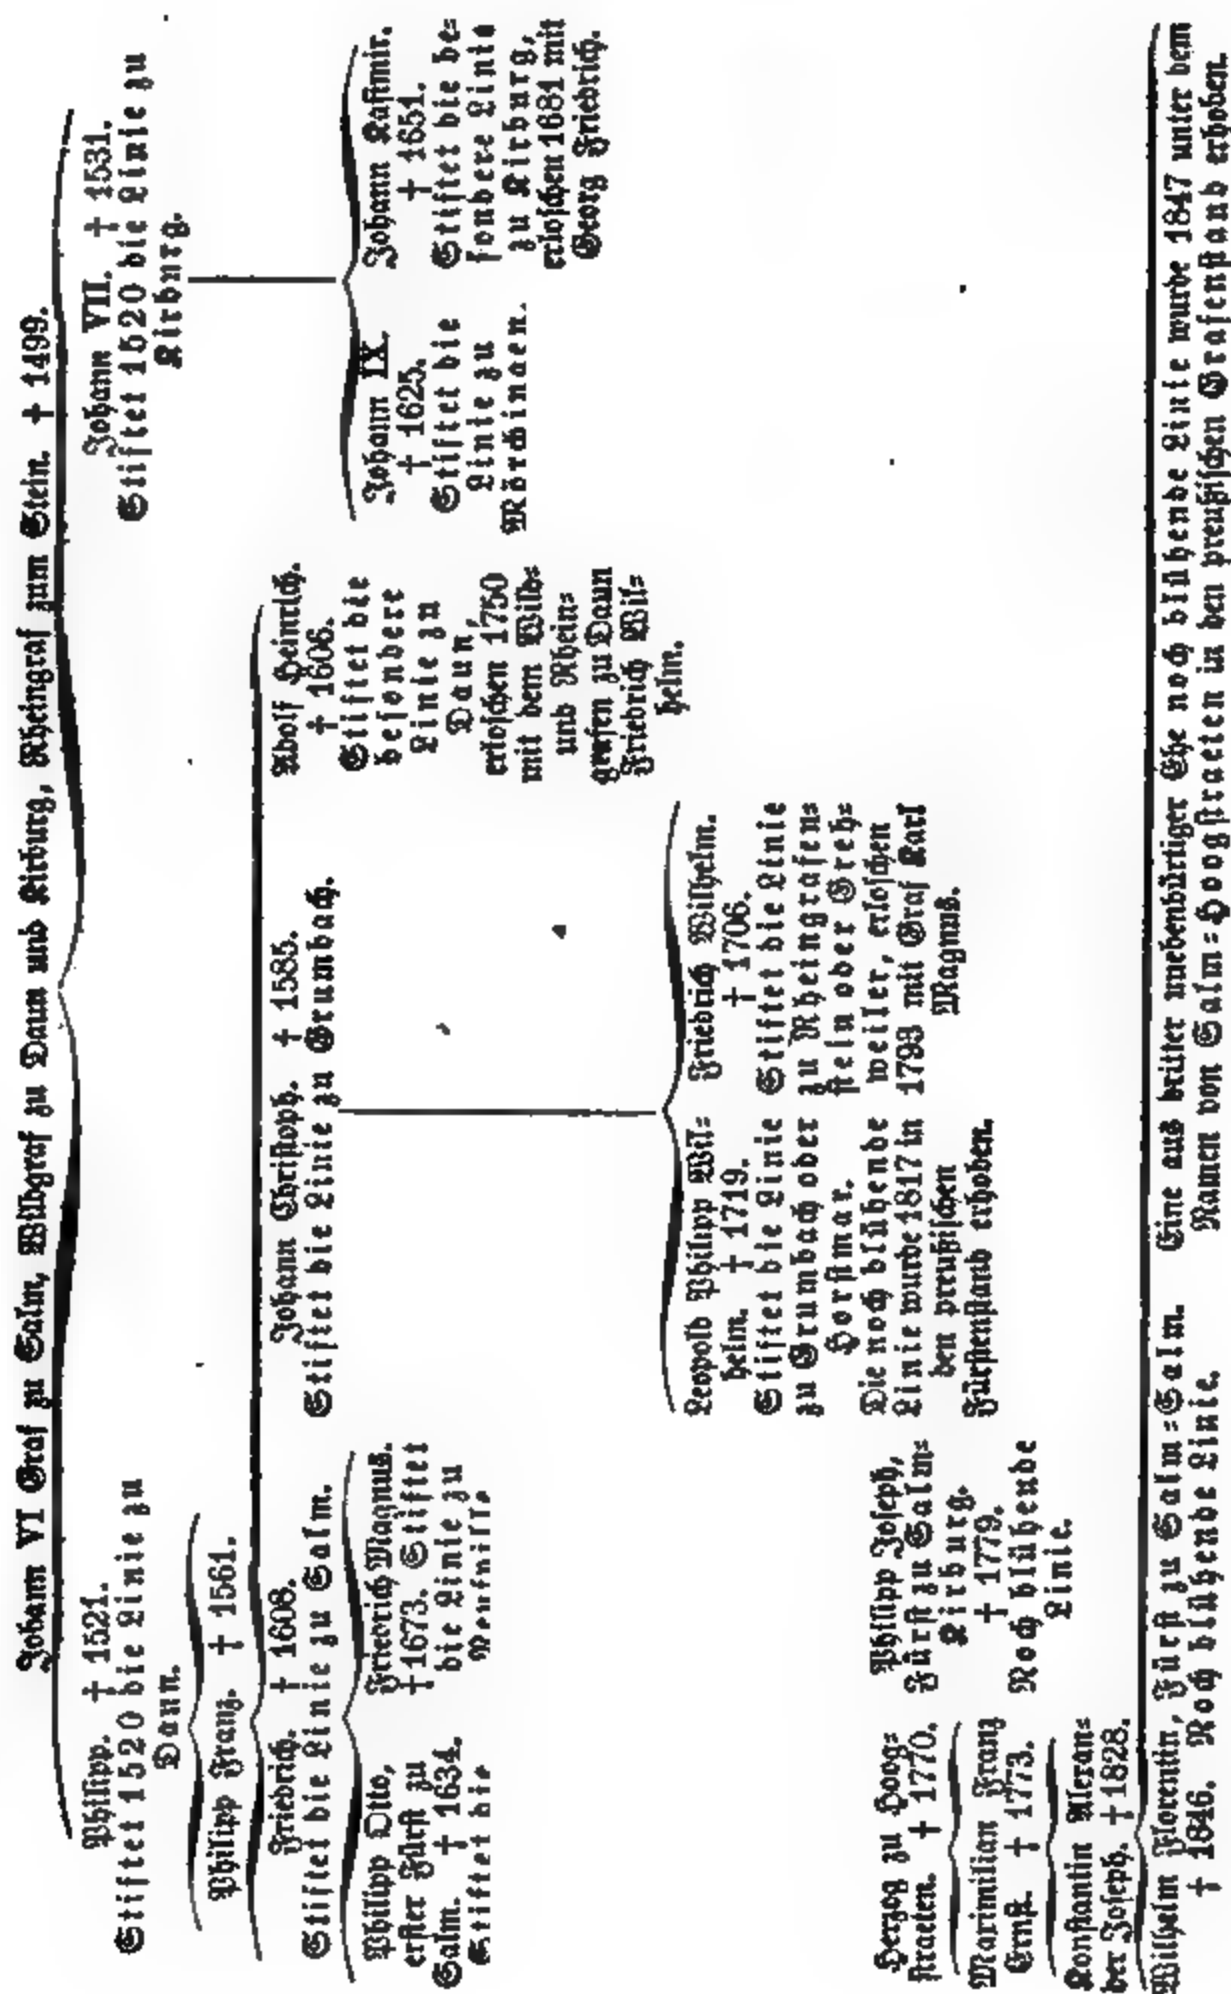 Johann VI Graf zu Salm, Wildgraf zu Daun und Kirburg, Rheingraf zum Stein. † 1499.
Philipp. † 1521.
Stiftet 1520 die Linie zu
Daun.
Johann VII. † 1531.
Stiftet 1520 die Linie zu
Kirburg.
Philipp Franz. † 1561.
Friedrich. † 1608.
Stiftet die Linie zu Salm.
Johann Christoph. † 1585.
Stiftet die Linie zu Grumbach.
Adolf Heinrich.
† 1606.
Stiftet die
besondere
Linie zu
Daun,
erloschen 1750
mit dem Wild=
und Rhein=
grafen zu Daun
Friedrich Wil=
helm.
Johann IX.
† 1625.
Stiftet die
Linie zu
Mörchingen.
Johann Kasimir.
† 1651.
Stiftet die be=
sondere Linie
zu Kirburg,
erloschen 1681 mit
Georg Friedrich.
Philipp Otto,
erster Fürst zu
Salm. † 1634.
Stiftet die
Friedrich Magnus.
† 1673. Stiftet
die Linie zu
Leopold Philipp Wil=
helm. † 1719.
Stiftet die Linie
zu Grumbach oder
Horstmar.
Die noch blühende
Linie wurde 1817 in
den preußischen
Fürstenstand erhoben.
Friedrich Wilhelm.
† 1706.
Stiftet die Linie
zu Rheingrafen=
stein oder Greh=
weiler, erloschen
1793 mit Graf Karl
Magnus.
Herzog zu Hoog=
straeten. † 1770.
Maximilian Franz
Ernst. † 1773.
Konstantin Alexan=
der Joseph. † 1828.
Philipp Joseph,
Fürst zu Salm=
Kirburg.
† 1779.
Noch blühende
Linie.
Wilhelm Florentin, Fürst zu Salm=Salm.
† 1846. Noch blühende Linie.
Eine aus dritter unebenbürtiger Ehe noch blühende Linie wurde 1847 unter dem
Namen von Salm=Hoogstraeten in den preußischen Grafenstand erhoben.